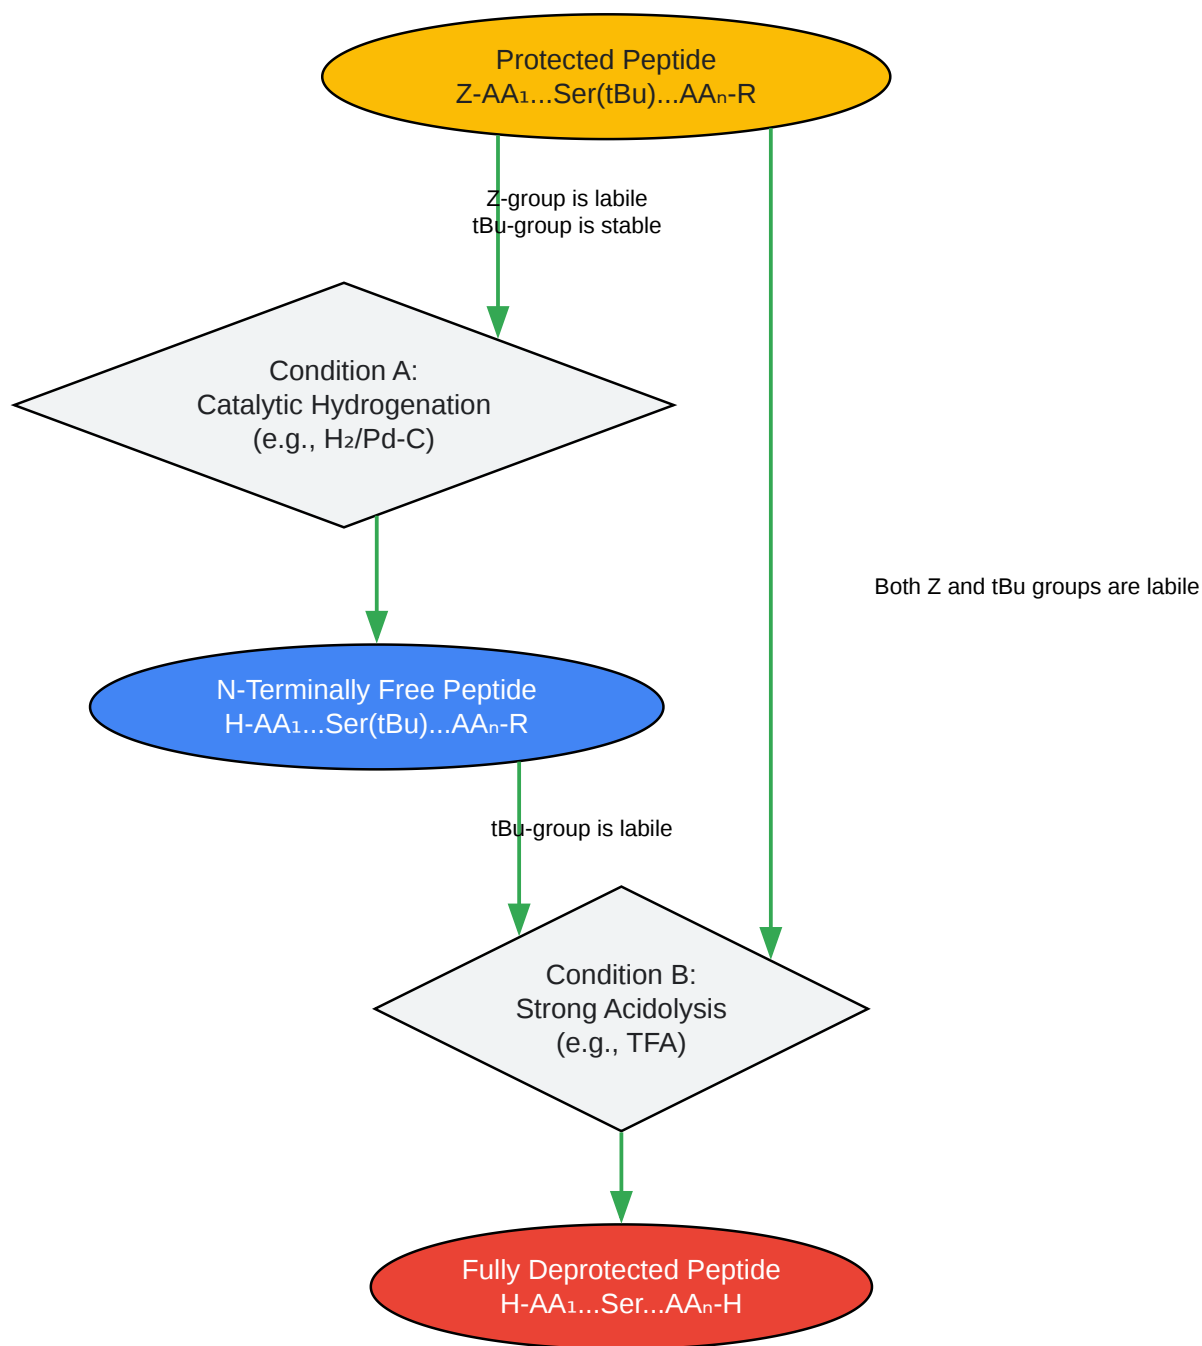 Protected Peptide
Z-AA₁...Ser(tBu)...AAₙ-R
Z-group is labile
tBu-group is stable
Condition A:
Catalytic Hydrogenation
(e.g., H₂/Pd-C)
Both Z and tBu groups are labile
N-Terminally Free Peptide
H-AA₁...Ser(tBu)...AAₙ-R
tBu-group is labile
Condition B:
Strong Acidolysis
(e.g., TFA)
Fully Deprotected Peptide
H-AA₁...Ser...AAₙ-H